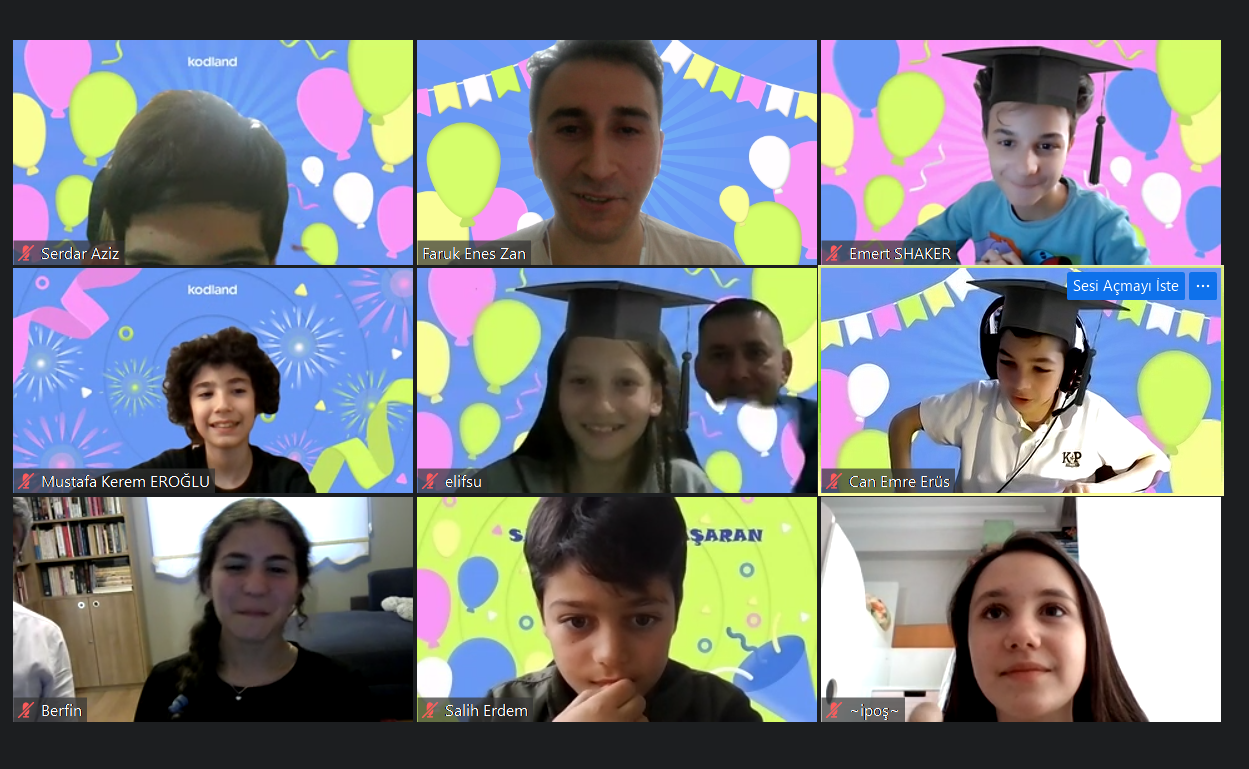 kodland
Serdar Aziz
Faruk Enes Zan
Emert SHAKER
kodland
Mustafa Kerem EROĞLU
elifsu
Sesi Açmayı İste
...
K+P
Can Emre Erüs
Berfin
S ŞARAN
Salih Erdem
~ipoş~